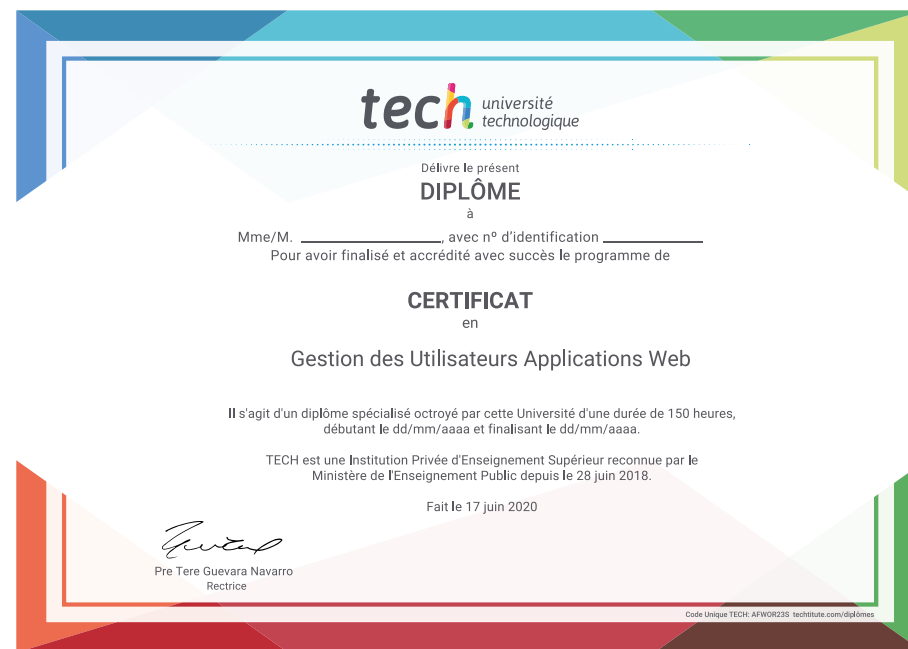 tech université
technologique
Délivre le présent
DIPLÔME
à
Mme/M. ____________________, avec nº d'identification ______________
Pour avoir finalisé et accrédité avec succès le programme de
CERTIFICAT
en
Gestion des Utilisateurs Applications Web
Il s'agit d'un diplôme spécialisé octroyé par cette Université d'une durée de 150 heures,
débutant le dd/mm/aaaa et finalisant le dd/mm/aaaa.
TECH est une Institution Privée d'Enseignement Supérieur reconnue par le
Ministère de l'Enseignement Public depuis le 28 juin 2018.
Fait le 17 juin 2020
Pre Tere Guevara Navarro
Rectrice
Code Unique TECH: AFWOR23S techtitute.com/diplômes